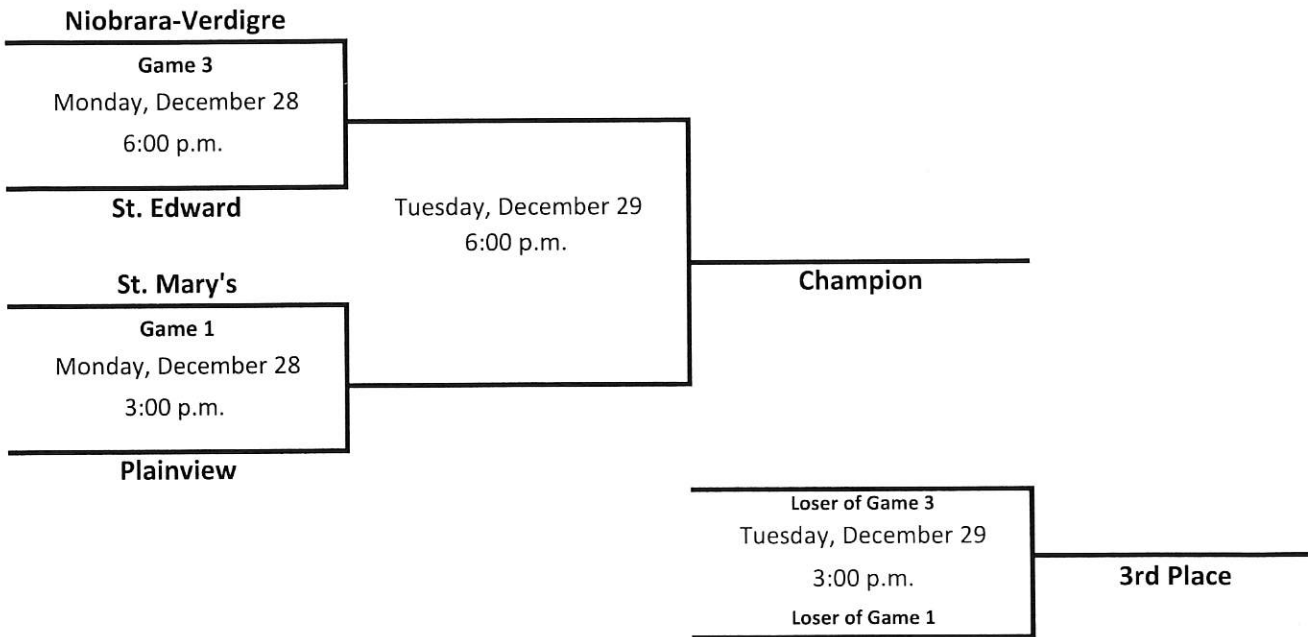 Niobrara-Verdigre
Game 3
Monday, December 28
6:00 p.m.
St. Edward
Tuesday, December 29
6:00 p.m.
Champion
St. Mary's
Game 1
Monday, December 28
3:00 p.m.
Plainview
Loser of Game 3
Tuesday, December 29
3:00 p.m.
Loser of Game 1
3rd Place